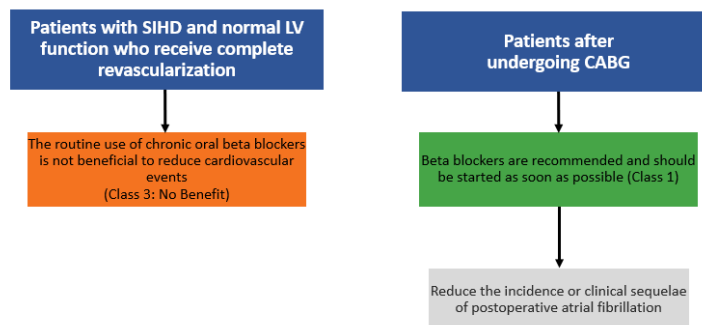 Patients with SIHD and normal LV
function who receive complete
revascularization
The routine use of chronic oral beta blockers
is not beneficial to reduce cardiovascular
events
(Class 3: No Benefit)
Patients after
undergoing CABG
Beta blockers are recommended and should
be started as soon as possible (Class 1)
Reduce the incidence or clinical sequelae
of postoperative atrial fibrillation